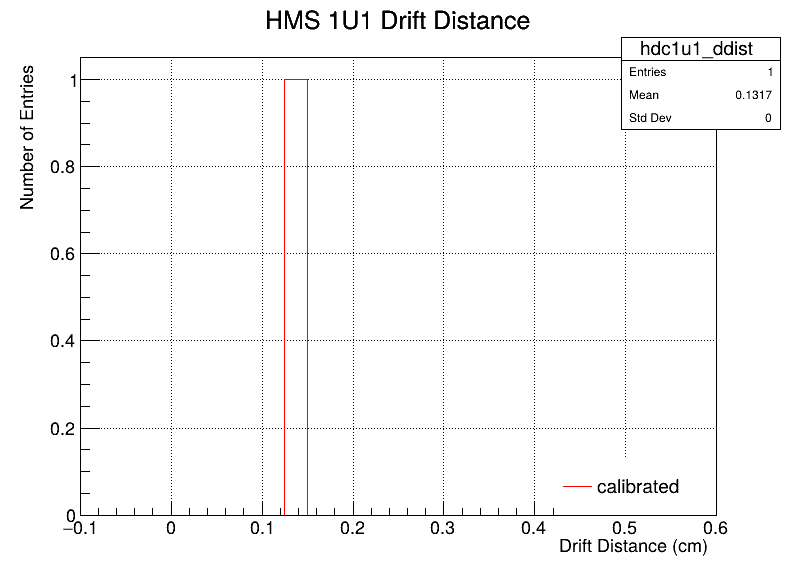 HMS 1U1 Drift Distance
hdc1u1_ddist
Entries 1
Mean 0.1317
Std Dev 0
Number of Entries
1
0.8
0.6
0.4
0.2
0
−0.1 0 0.1 0.2 0.3 0.4 0.5 0.6
Drift Distance (cm)
calibrated